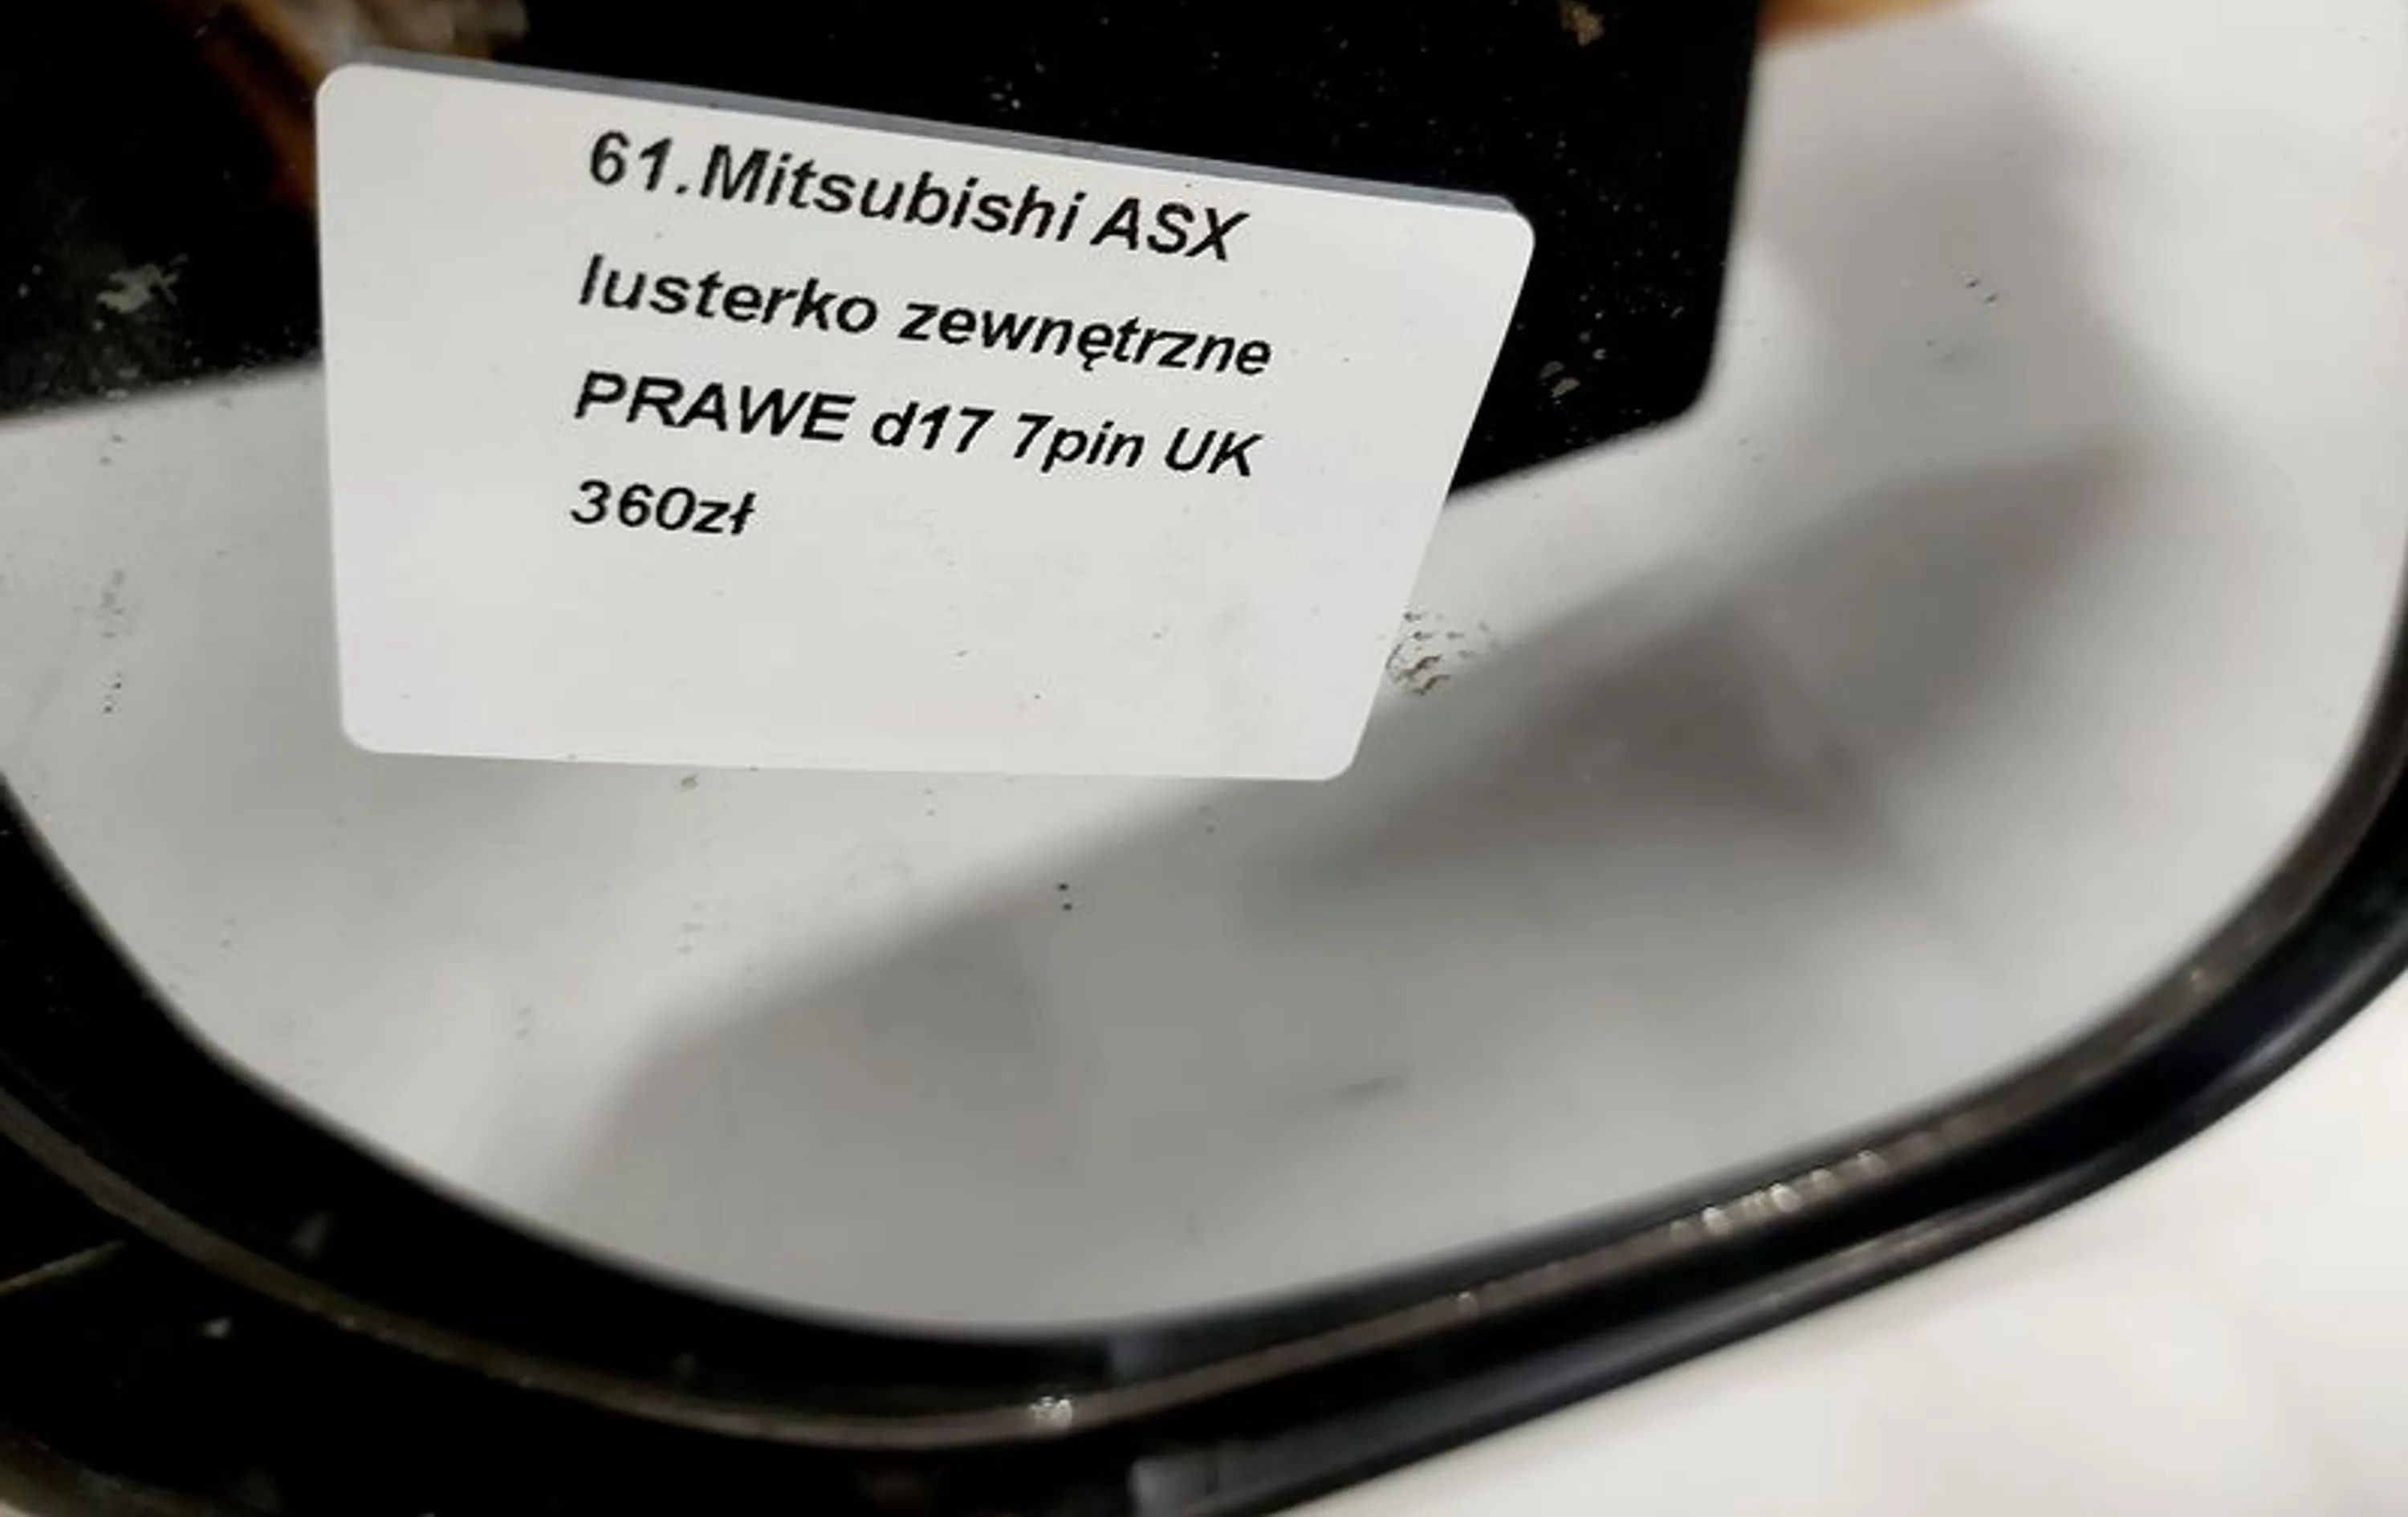 61.Mitsubishi ASX
lusterko zewnętrzne
PRAWE d17 7pin UK
360zł